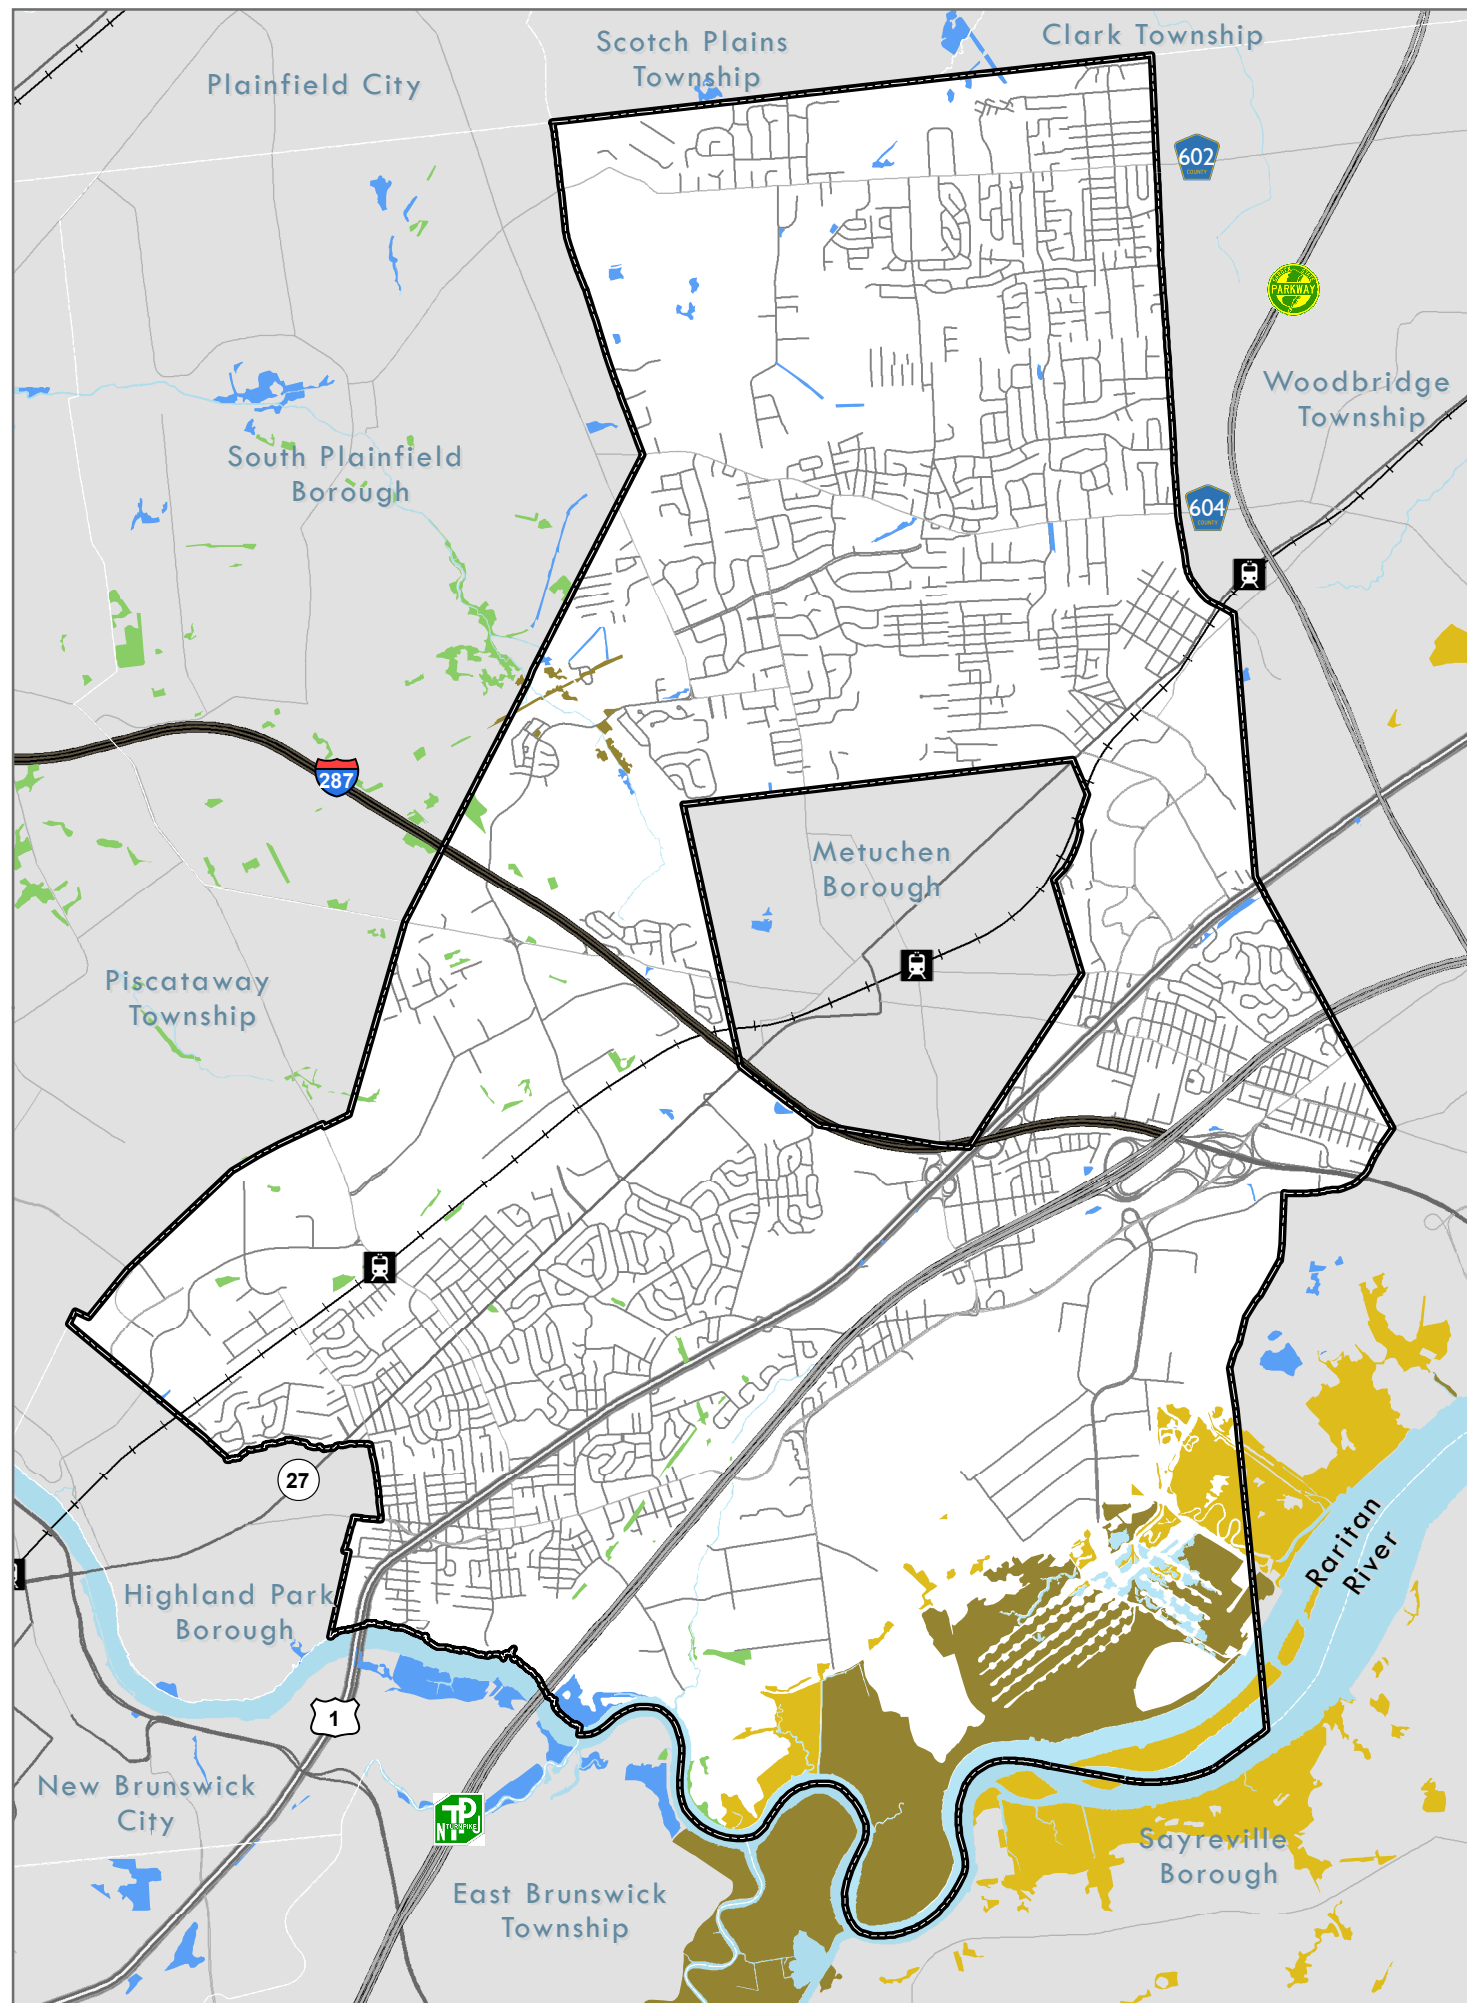 Scotch Plains
Township
Clark Township
Plainfield City
602
COUNTY
PARKWAY
Woodbridge
Township
South Plainfield
Borough
604
COUNTY
287
Metuchen
Borough
Piscataway
Township
27
Raritan
River
Highland Park
Borough
1
New Brunswick
City
NTPJ
TURNPIKE
Sayreville
Borough
East Brunswick
Township